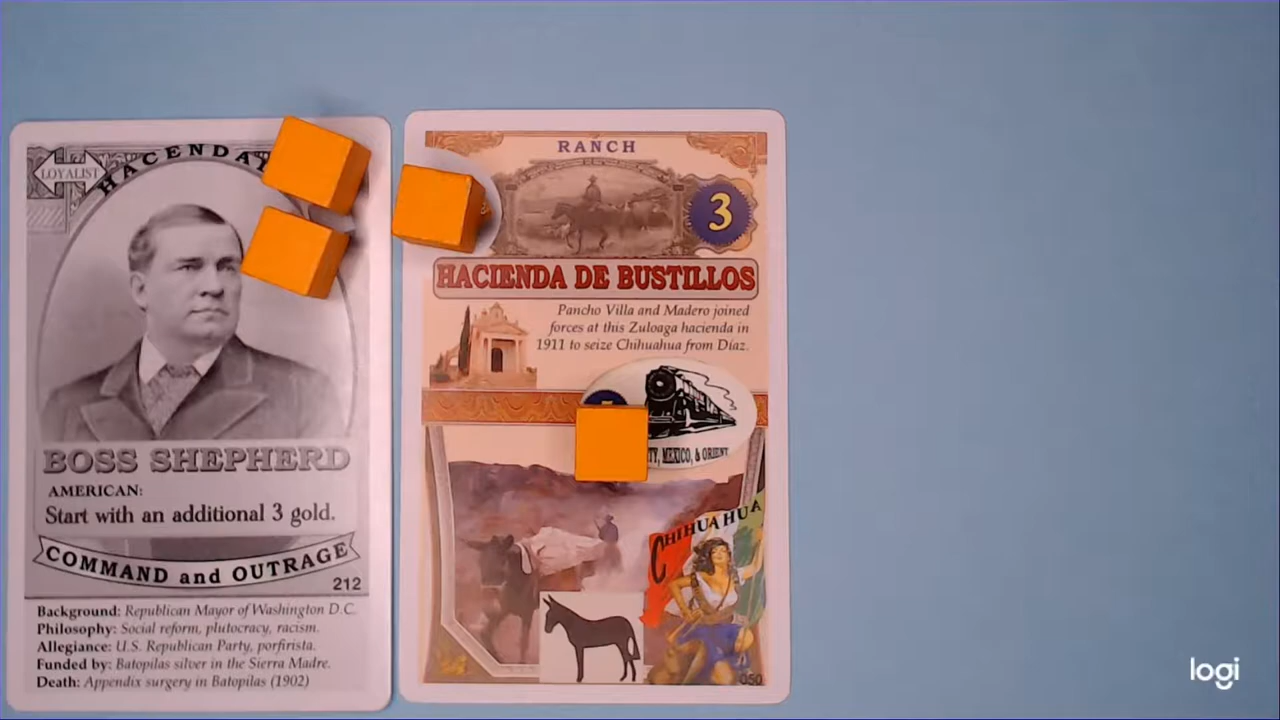 LOYALIST
HACENDA
BOSS SHEPHERD
AMERICAN:
Start with an additional 3 gold.
COMMAND and OUTRAGE
212
Background: Republican Mayor of Washington D.C.
Philosophy: Social reform, plutocracy, racism.
Allegiance: U.S. Republican Party, porfirista.
Funded by: Batopilas silver in the Sierra Madre.
Death: Appendix surgery in Batopilas (1902)
RANCH
3
HACIENDA DE BUSTILLOS
Pancho Villa and Madero joined
forces at this Zuloaga hacienda in
1911 to seize Chihuahua from Díaz.
MEXICO, & ORIENT
CHIHUAHUA
050
logi